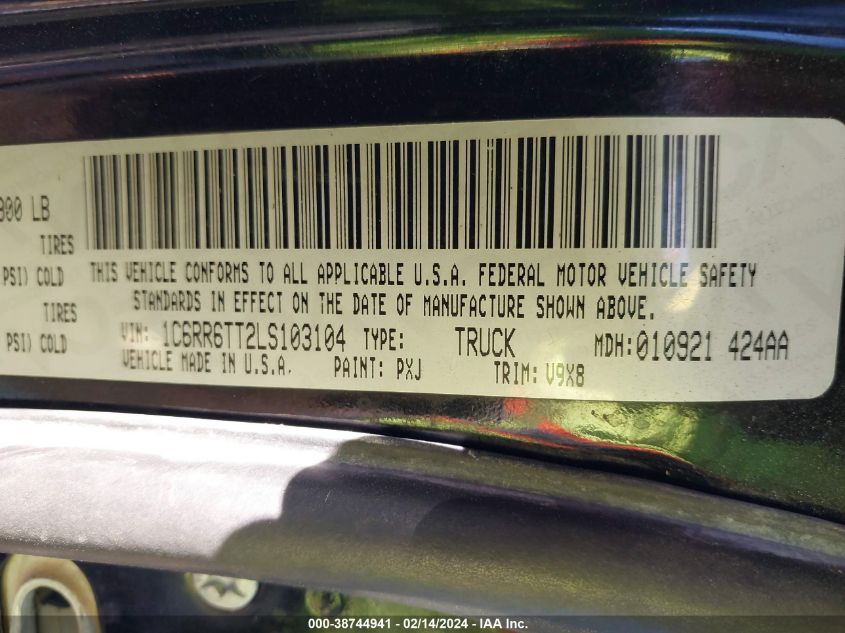 900 LB
TIRES
PSI) COLD
TIRES
PSI) COLD
THIS VEHICLE CONFORMS TO ALL APPLICABLE U.S.A. FEDERAL MOTOR VEHICLE SAFETY
STANDARDS IN EFFECT ON THE DATE OF MANUFACTURE SHOWN ABOVE.
VIN: 1C6RR6TT2LS103104 TYPE: TRUCK MDH:010921 424AA
VEHICLE MADE IN U.S.A. PAINT: PXJ TRIM: V9X8
000-38744941 - 02/14/2024 - IAA Inc.